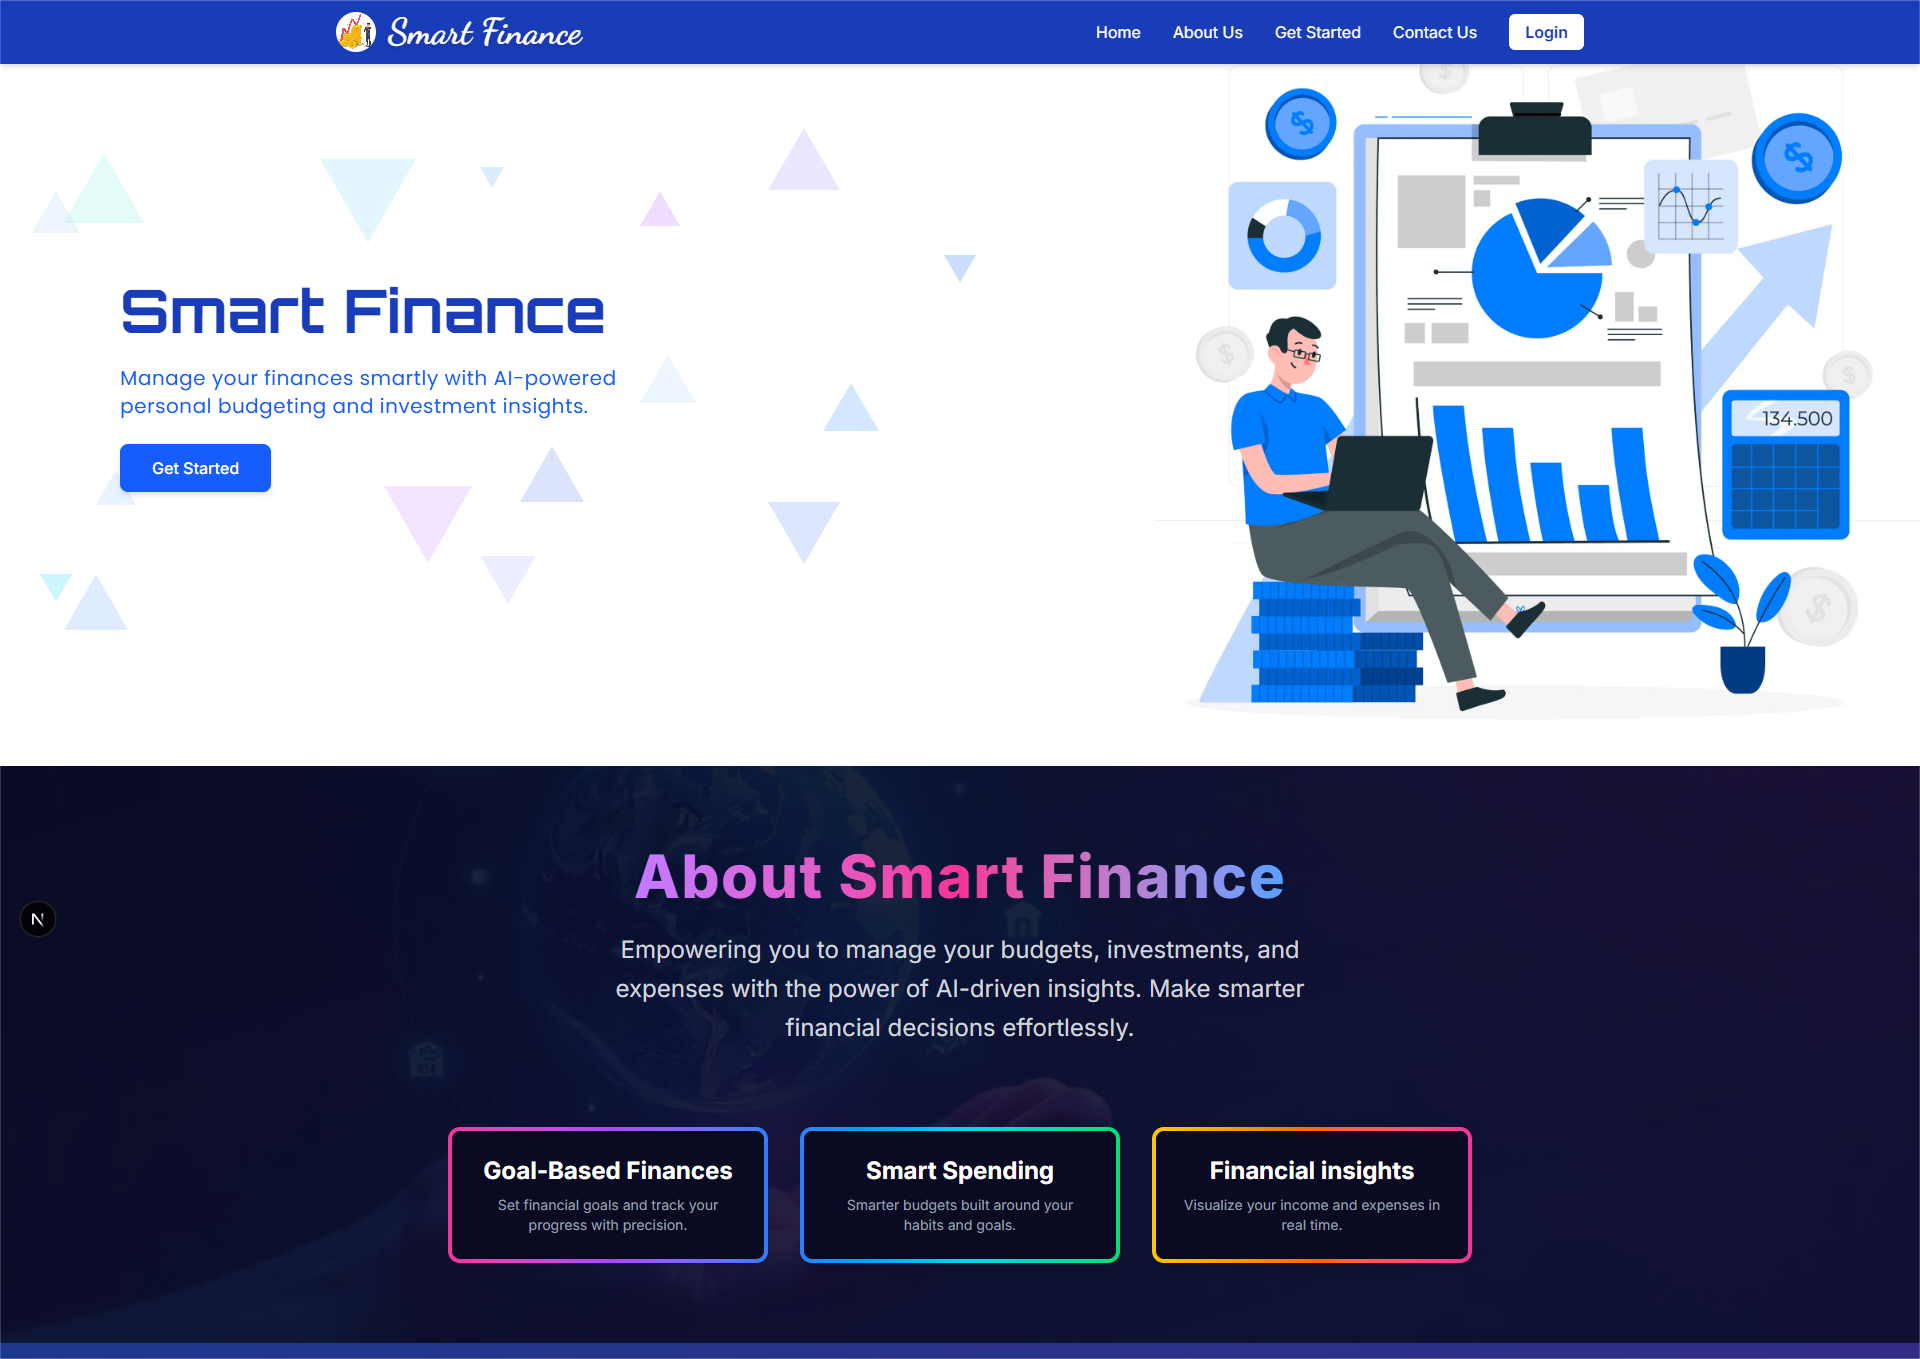 Smart Finance
Home
About Us
Get Started
Contact Us
Login
Smart Finance
Manage your finances smartly with AI-powered
personal budgeting and investment insights.
Get Started
$
$
$
$
$
$
134.500
About Smart Finance
Empowering you to manage your budgets, investments, and
expenses with the power of AI-driven insights. Make smarter
financial decisions effortlessly.
N
Goal-Based Finances
Set financial goals and track your
progress with precision.
Smart Spending
Smarter budgets built around your
habits and goals.
Financial insights
Visualize your income and expenses in
real time.